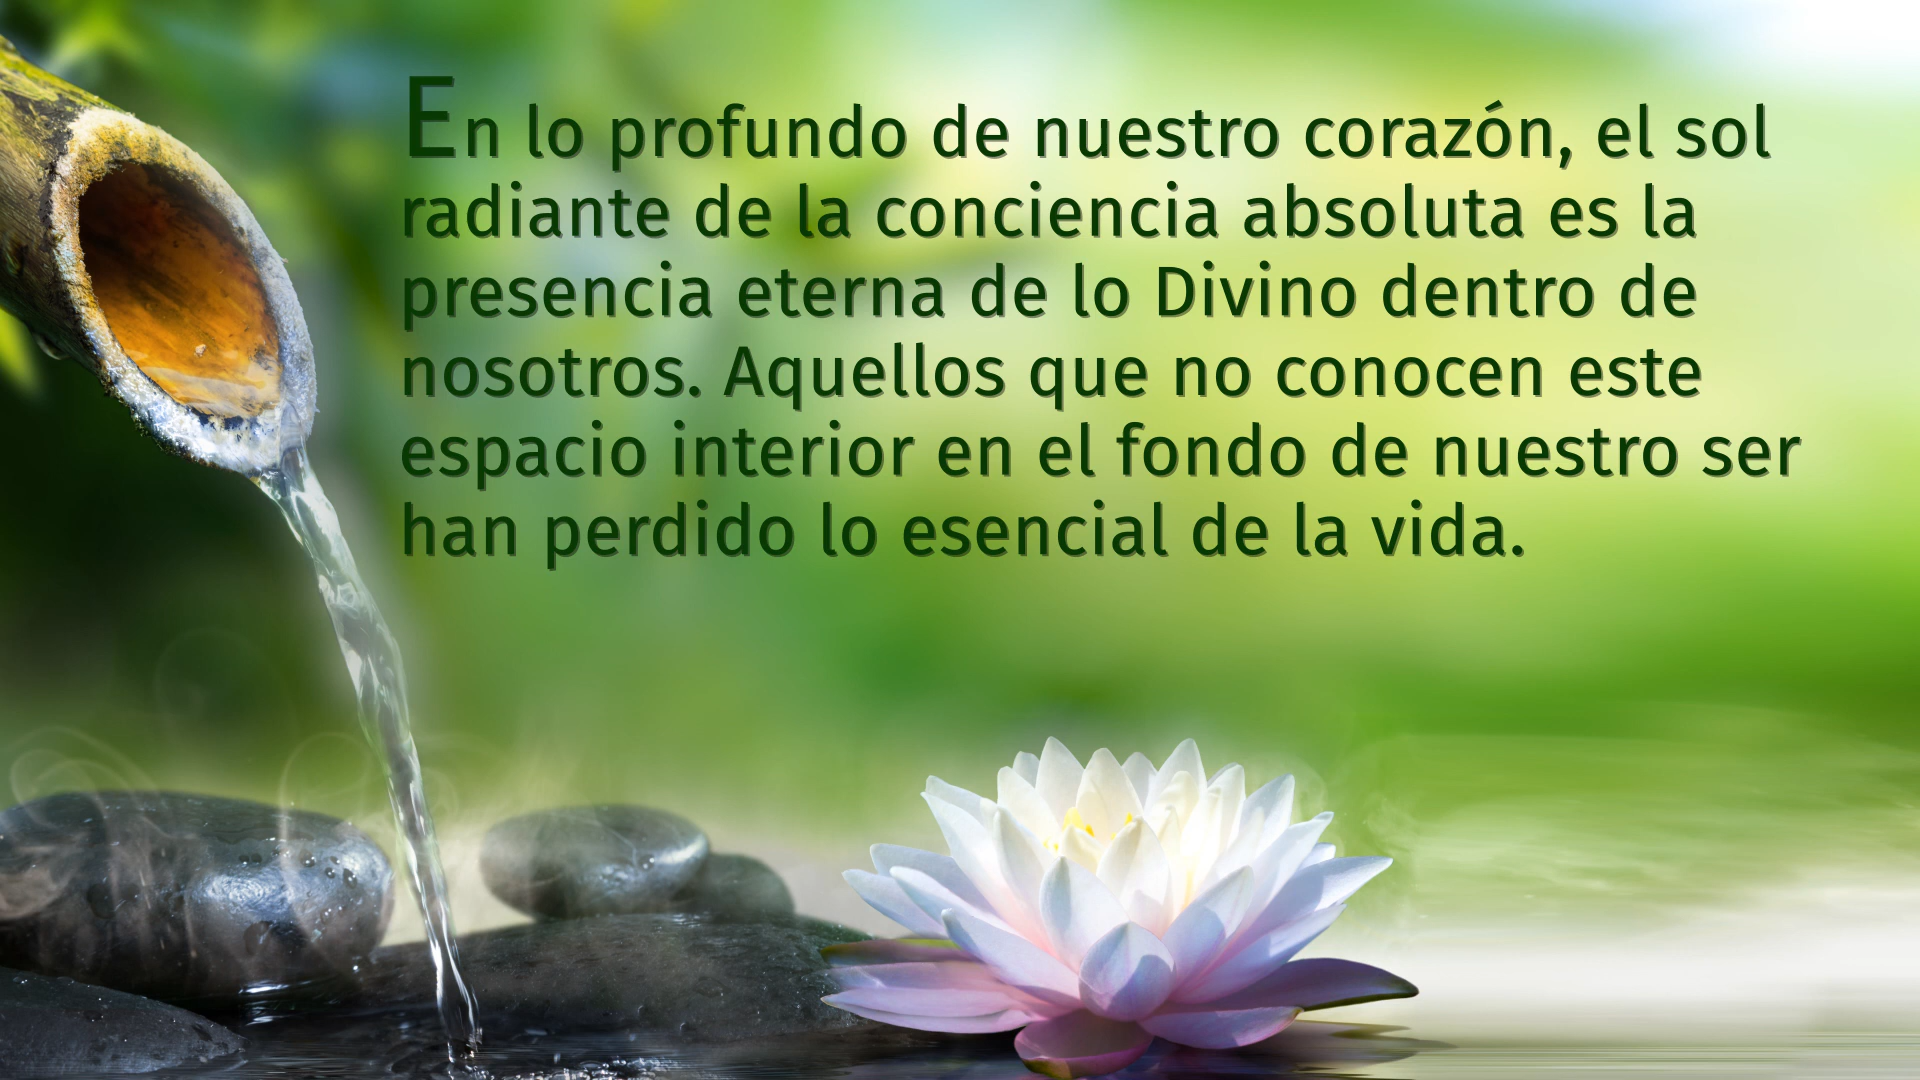 En lo profundo de nuestro corazón, el sol
radiante de la conciencia absoluta es la
presencia eterna de lo Divino dentro de
nosotros. Aquellos que no conocen este
espacio interior en el fondo de nuestro ser
han perdido lo esencial de la vida.